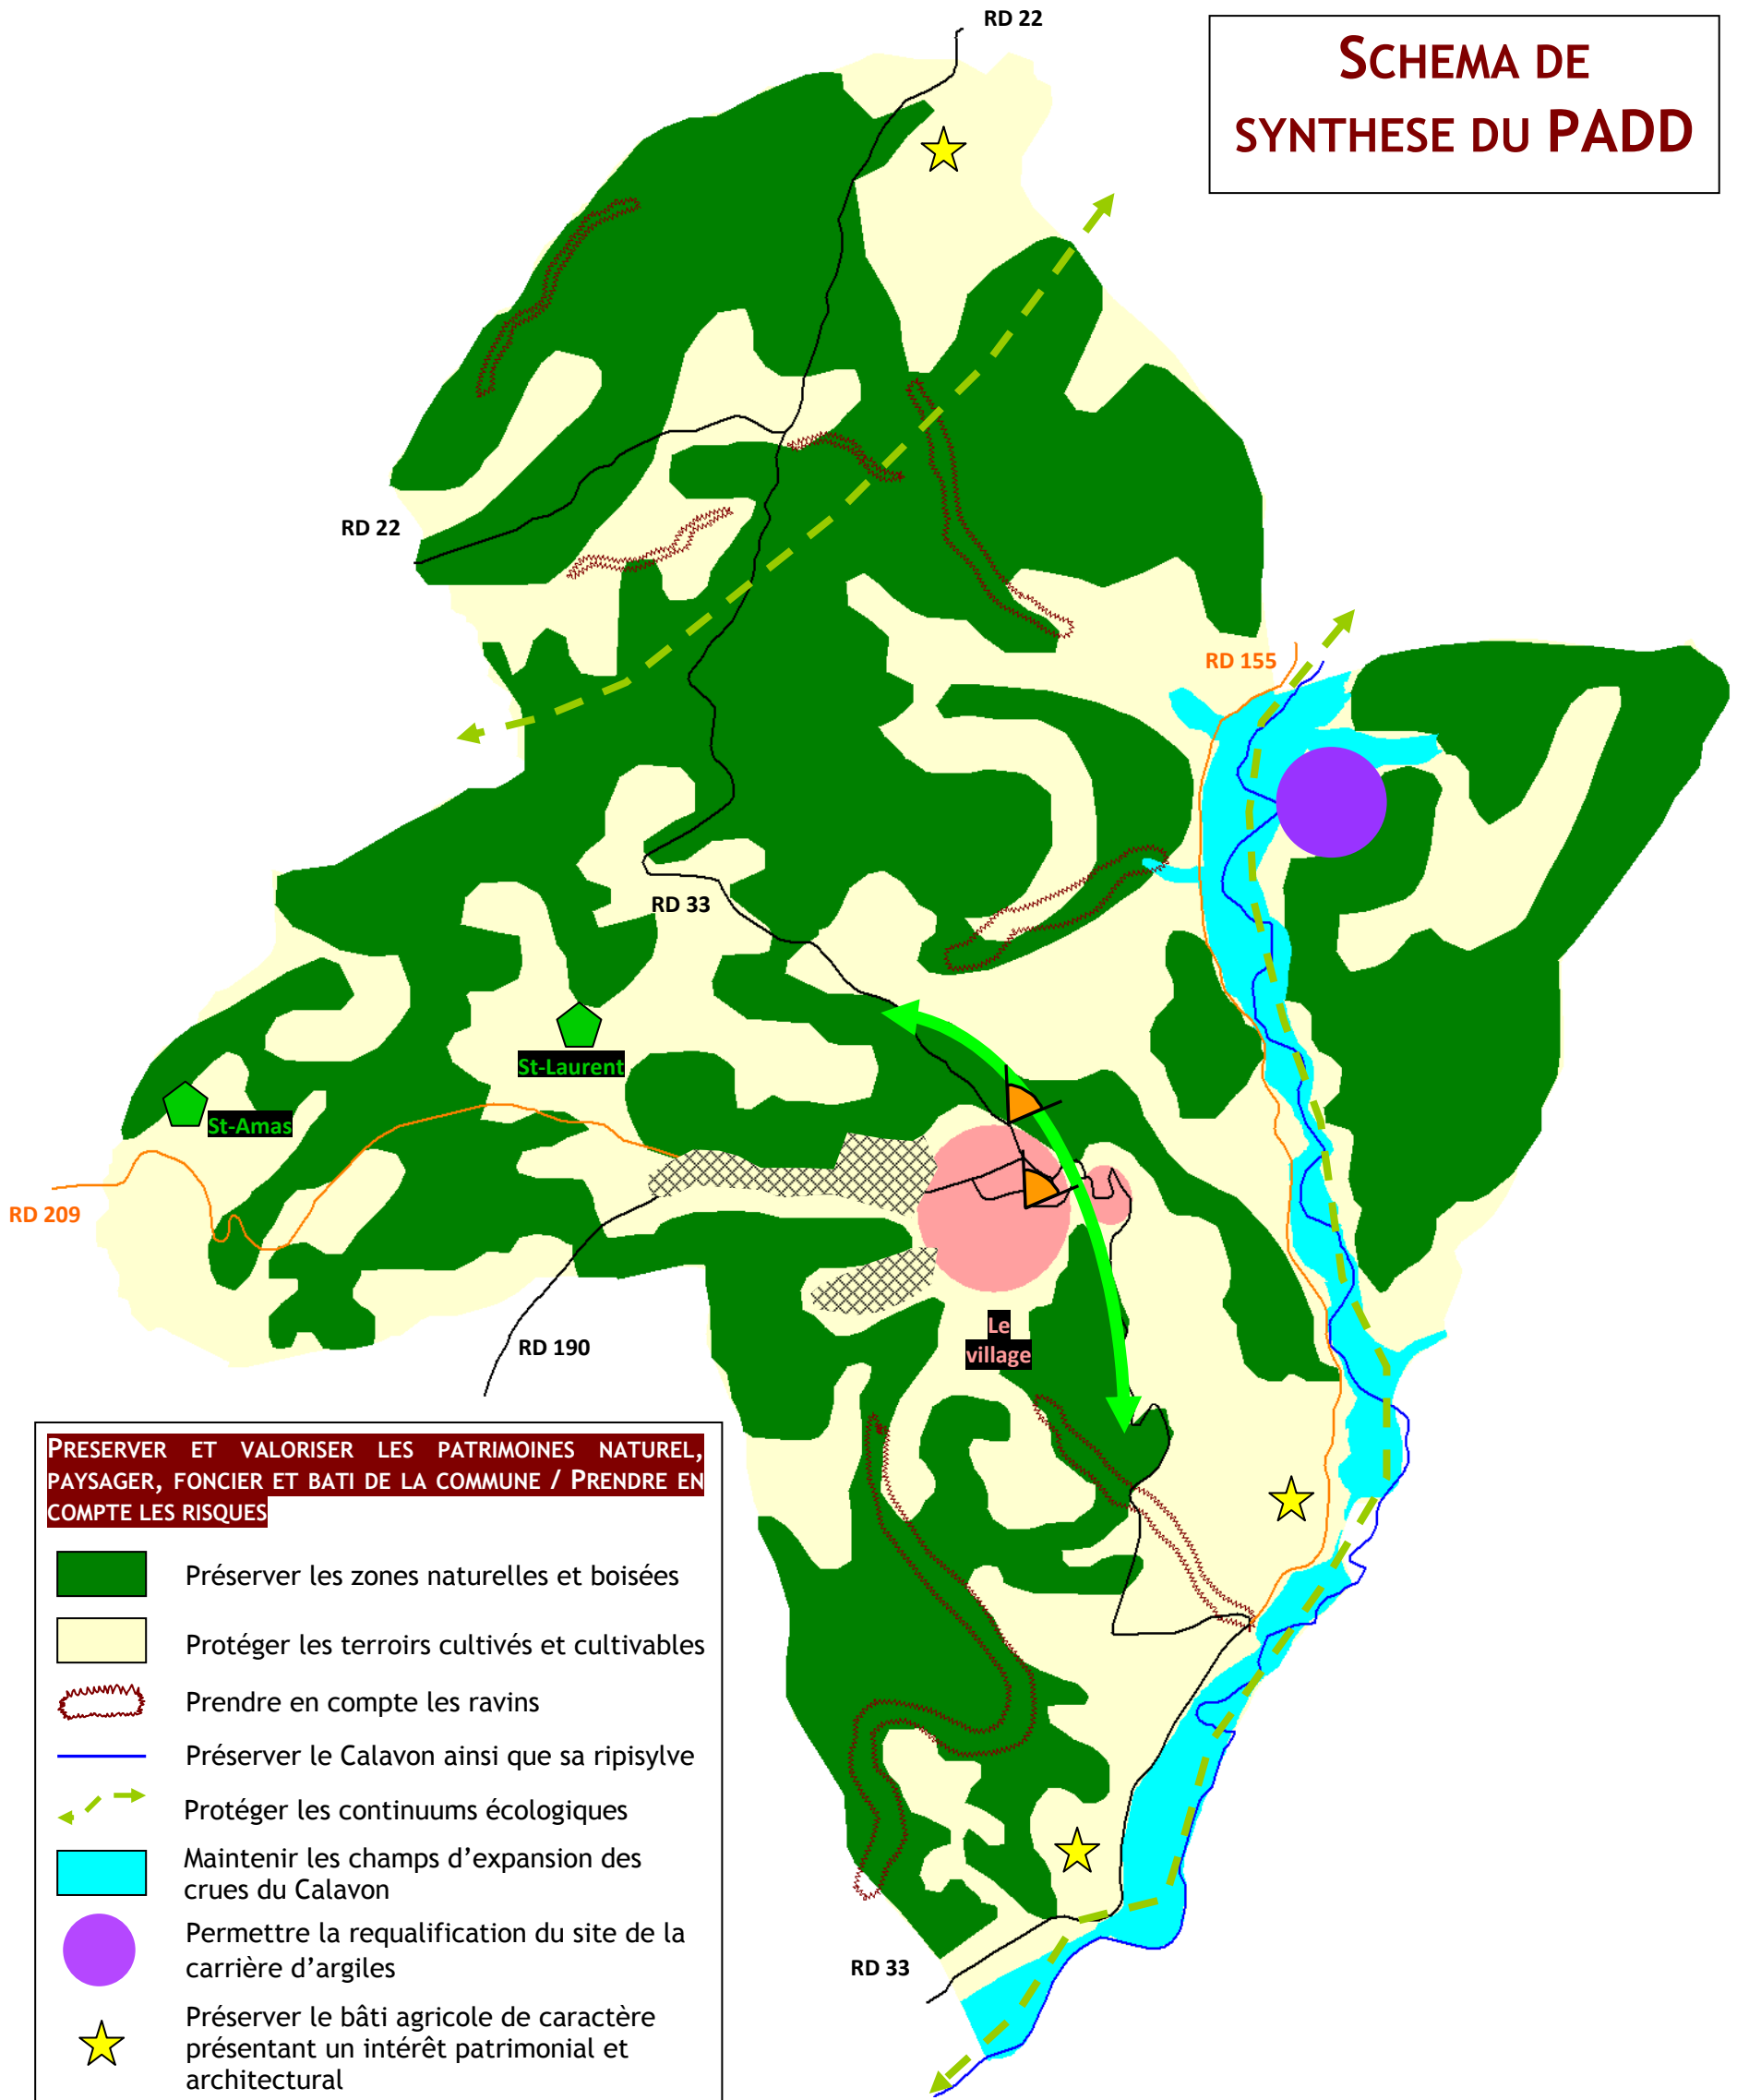 RD 22
SCHEMA DE
SYNTHESE DU PADD
RD 22
RD 155
RD 33
St-Laurent
St-Amas
RD 209
Le
village
RD 190
PRESERVER ET VALORISER LES PATRIMOINES NATUREL,
PAYSAGER, FONCIER ET BATI DE LA COMMUNE / PRENDRE EN
COMPTE LES RISQUES
Préserver les zones naturelles et boisées
Protéger les terroirs cultivés et cultivables
Prendre en compte les ravins
Préserver le Calavon ainsi que sa ripisylve
Protéger les continuums écologiques
Maintenir les champs d'expansion des
crues du Calavon
Permettre la requalification du site de la
carrière d'argiles
Préserver le bâti agricole de caractère
présentant un intérêt patrimonial et
architectural
RD 33